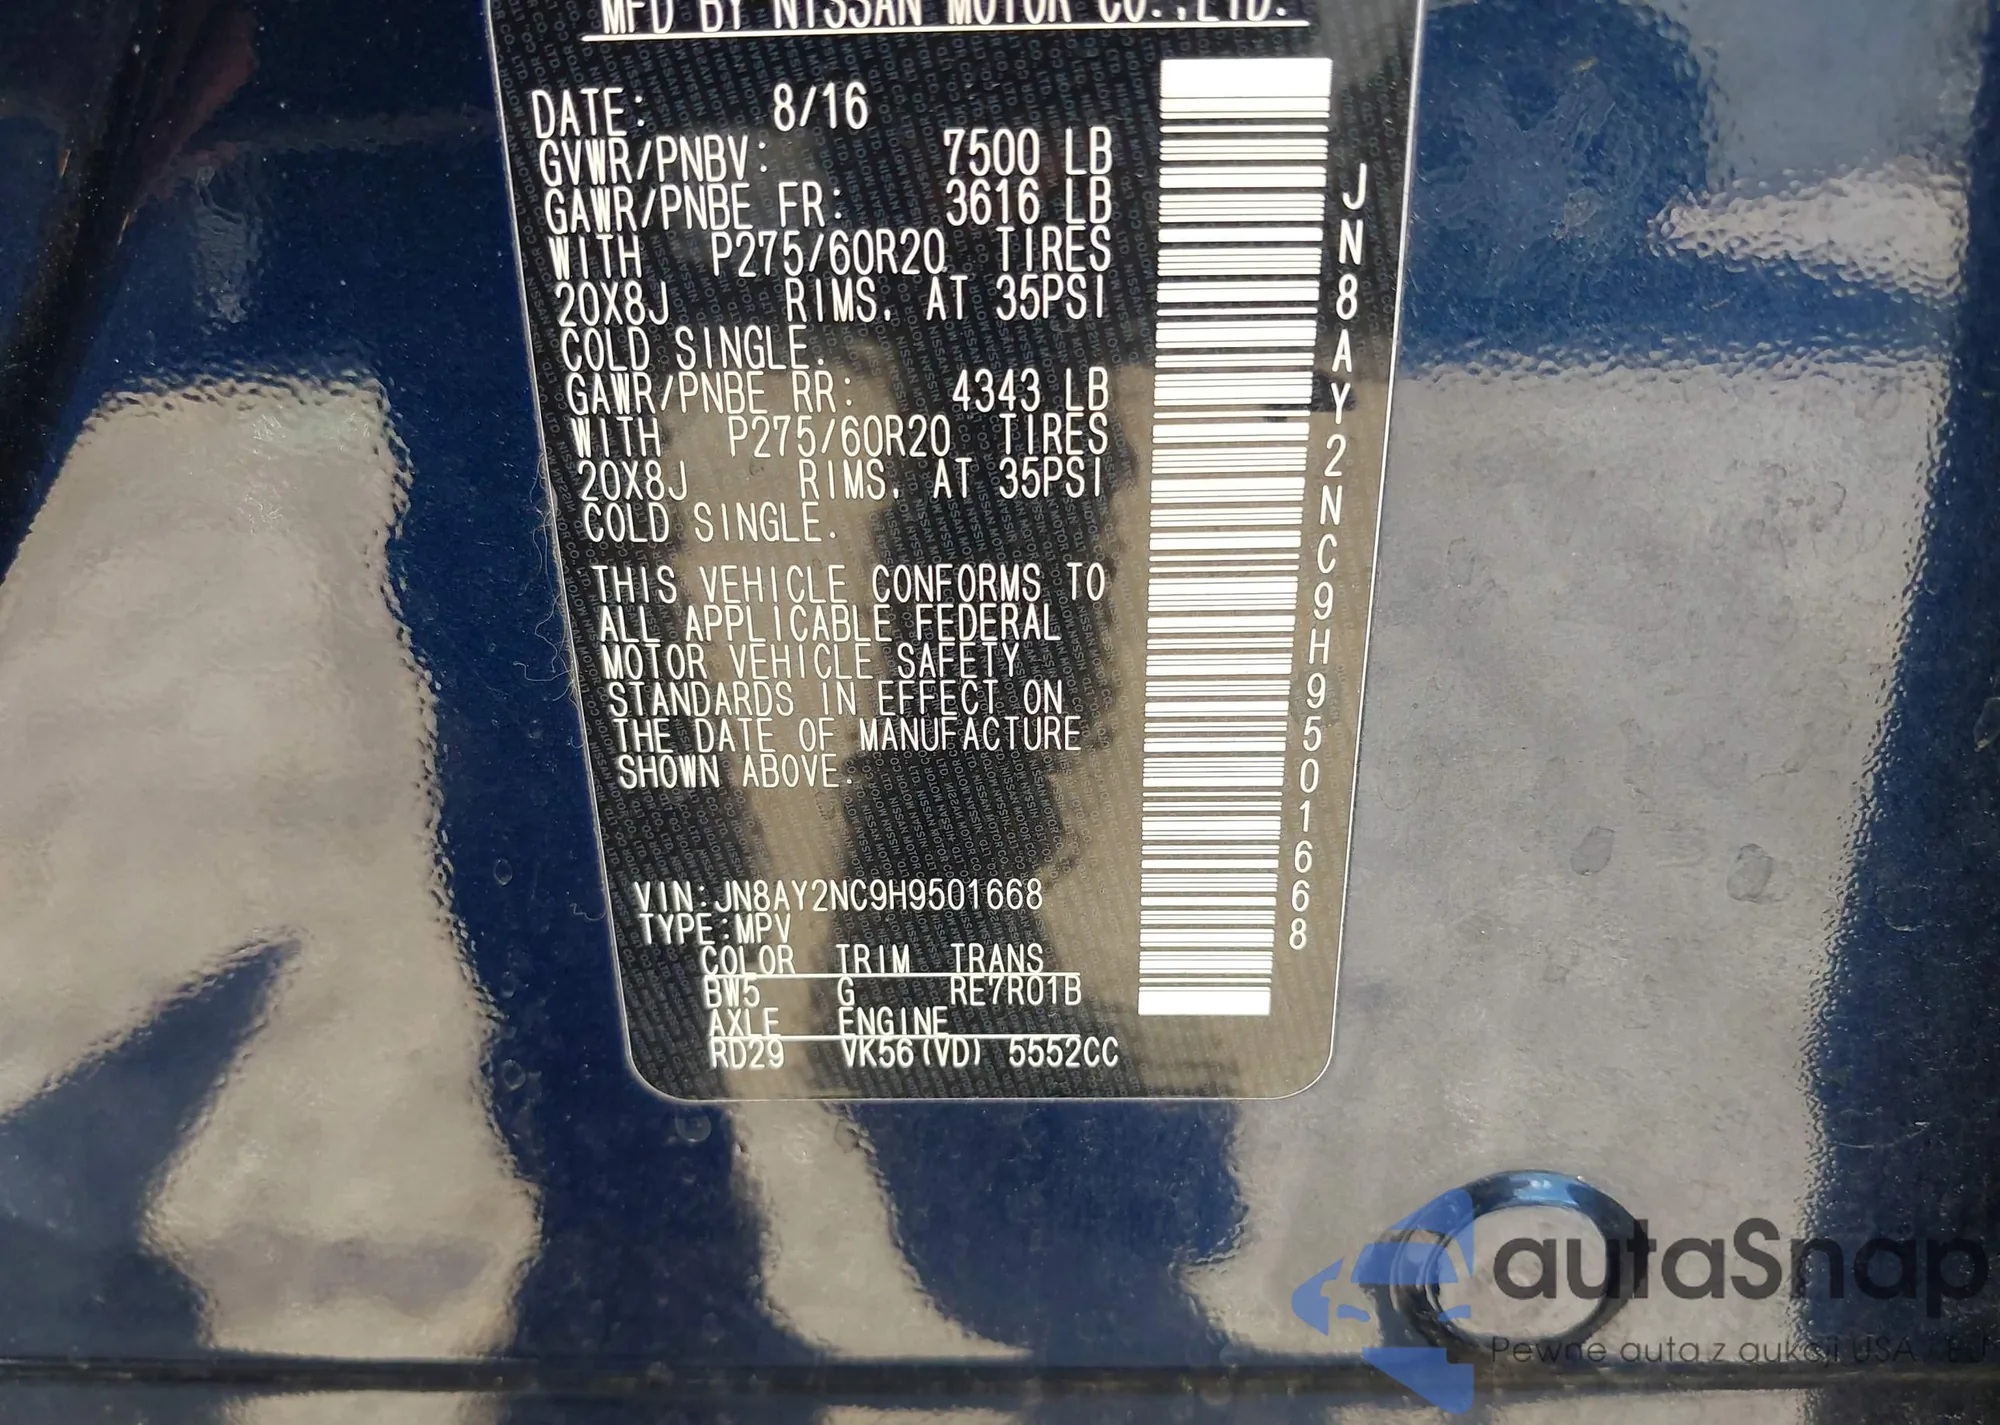 MFD BY NISSAN MOTOR CO.,LTD.
DATE: 8/16
GVWR/PNBV: 7500 LB
GAWR/PNBE FR: 3616 LB
WITH P275/60R20 TIRES
20X8J RIMS. AT 35PSI
COLD SINGLE.
GAWR/PNBE RR: 4343 LB
WITH P275/60R20 TIRES
20X8J RIMS. AT 35PSI
COLD SINGLE.
THIS VEHICLE CONFORMS TO
ALL APPLICABLE FEDERAL
MOTOR VEHICLE SAFETY
STANDARDS IN EFFECT ON
THE DATE OF MANUFACTURE
SHOWN ABOVE.
VIN:JN8AY2NC9H9501668
TYPE:MPV
COLOR TRIM TRANS
BW5 G RE7R01B
AXLE ENGINE
RD29 VK56(VD) 5552CC
JN8AY2NC9H9501668
autaSnap
Pewne auta z aukcji USA